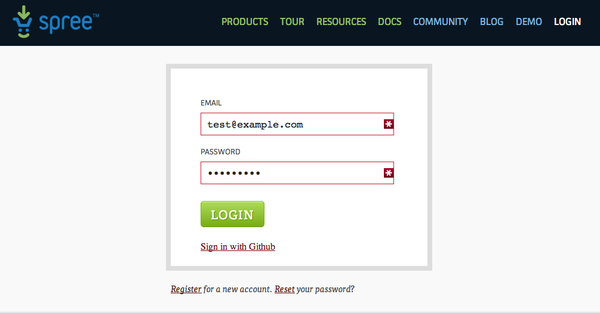 spree™
PRODUCTS TOUR RESOURCES DOCS COMMUNITY BLOG DEMO LOGIN
EMAIL
test@example.com *
PASSWORD
••••••••• *
LOGIN
Sign in with Github
Register for a new account. Reset your password?